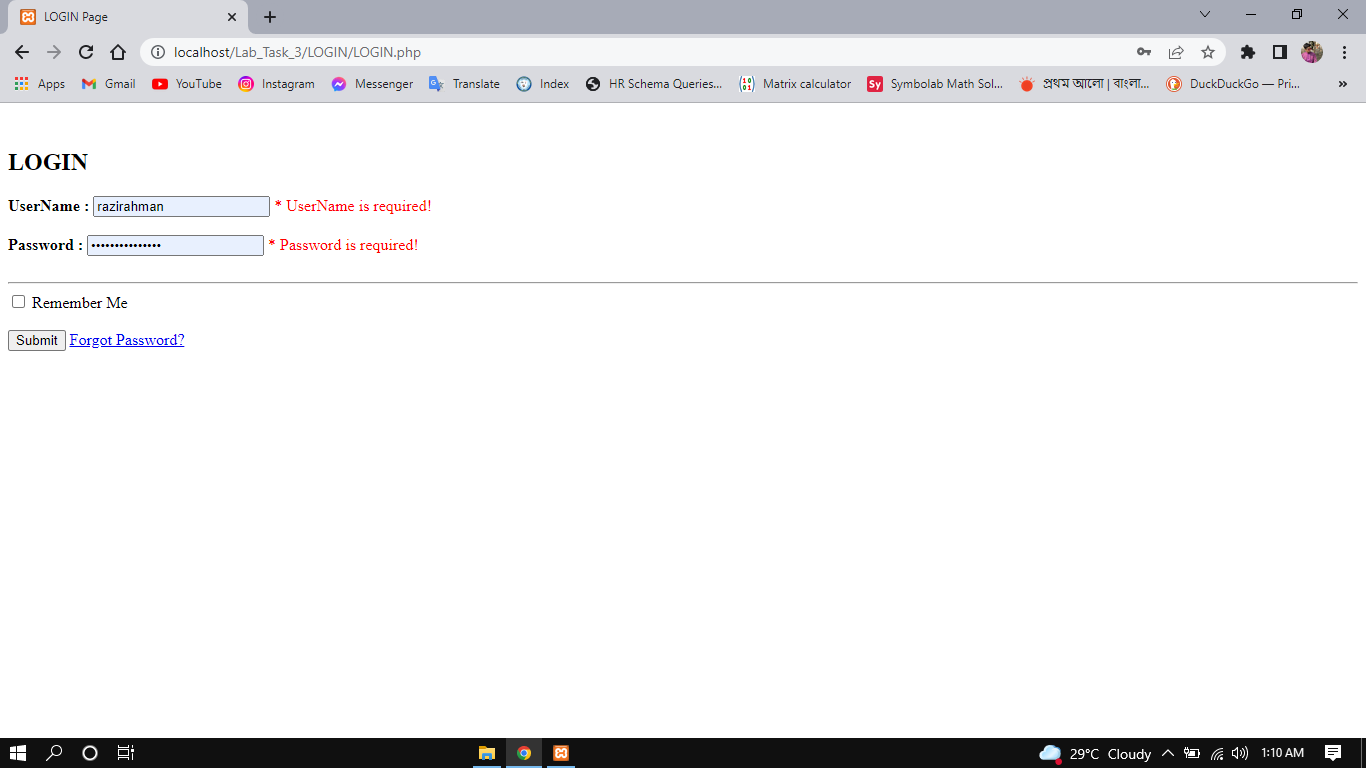 LOGIN Page
localhost/Lab_Task_3/LOGIN/LOGIN.php
Apps Gmail YouTube Instagram Messenger Translate Index HR Schema Queries... Matrix calculator Sy Symbolab Math Sol... প্রথম আলো | বাংলা... DuckDuckGo — Pri... »
LOGIN
UserName : razirahman * UserName is required!
Password : ••••••••••••••• * Password is required!
Remember Me
Submit Forgot Password?
29°C Cloudy 1:10 AM